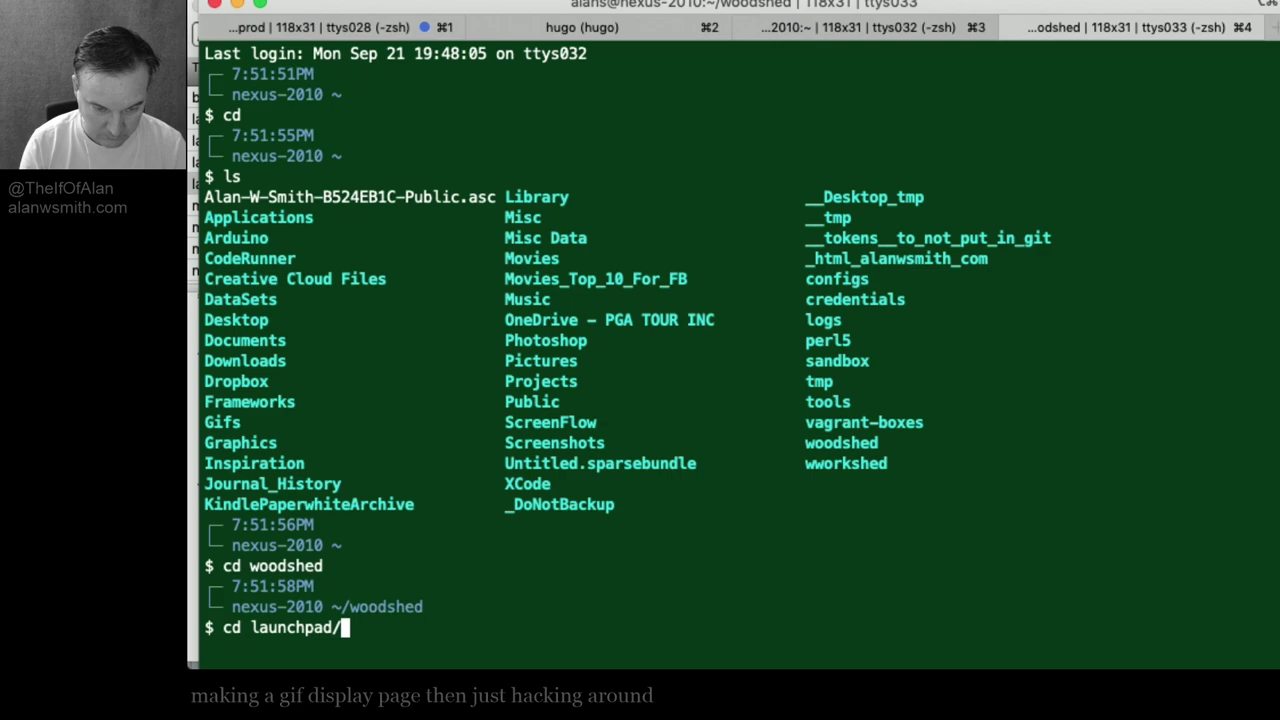 alans@nexus-2010:~/woodshed | 118x31 | ttys033
...prod | 118x31 | ttys028 (-zsh) ⌘1 hugo (hugo) ⌘2 ...2010:~ | 118x31 | ttys032 (-zsh) ⌘3 ...odshed | 118x31 | ttys033 (-zsh) ⌘4
Last login: Mon Sep 21 19:48:05 on ttys032
7:51:51PM
nexus-2010 ~
$ cd
7:51:55PM
nexus-2010 ~
$ ls
Alan-W-Smith-B524EB1C-Public.asc Library __Desktop_tmp
Applications Misc __tmp
Arduino Misc Data __tokens__to_not_put_in_git
CodeRunner Movies _html_alanwsmith_com
Creative Cloud Files Movies_Top_10_For_FB configs
DataSets Music credentials
Desktop OneDrive - PGA TOUR INC logs
Documents Photoshop perl5
Downloads Pictures sandbox
Dropbox Projects tmp
Frameworks Public tools
Gifs ScreenFlow vagrant-boxes
Graphics Screenshots woodshed
Inspiration Untitled.sparsebundle wworkshed
Journal_History XCode
KindlePaperwhiteArchive _DoNotBackup
7:51:56PM
nexus-2010 ~
$ cd woodshed
7:51:58PM
nexus-2010 ~/woodshed
$ cd launchpad/
@TheIfOfAlan
alanwsmith.com
making a gif display page then just hacking around